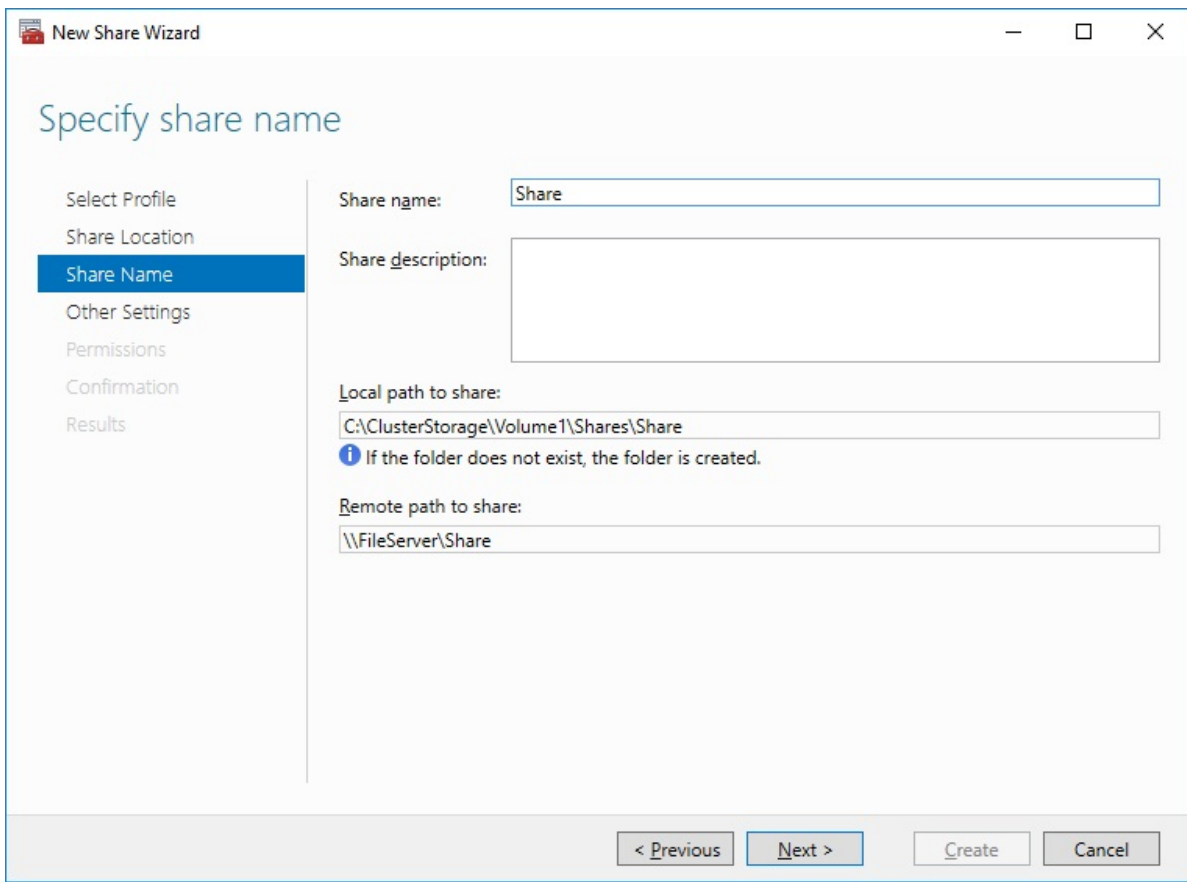 New Share Wizard
Specify share name
Select Profile
Share Location
Share Name
Other Settings
Permissions
Confirmation
Results
Share name:
Share
Share description:
Local path to share:
C:\ClusterStorage\Volume1\Shares\Share
If the folder does not exist, the folder is created.
Remote path to share:
\\FileServer\Share
< Previous
Next >
Create
Cancel